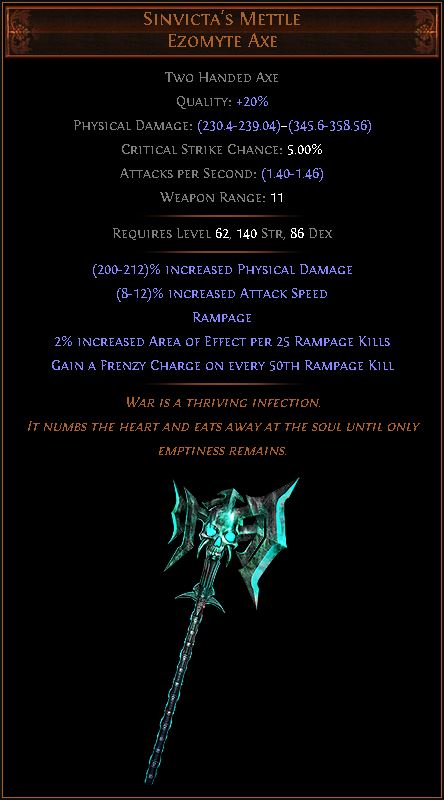 Sinvicta's Mettle
Ezomyte Axe
Two Handed Axe
Quality: +20%
Physical Damage: (230.4-239.04)–(345.6-358.56)
Critical Strike Chance: 5.00%
Attacks per Second: (1.40-1.46)
Weapon Range: 11
Requires Level 62, 140 Str, 86 Dex
(200-212)% increased Physical Damage
(8-12)% increased Attack Speed
Rampage
2% increased Area of Effect per 25 Rampage Kills
Gain a Frenzy Charge on every 50th Rampage Kill
War is a thriving infection.
It numbs the heart and eats away at the soul until only
emptiness remains.